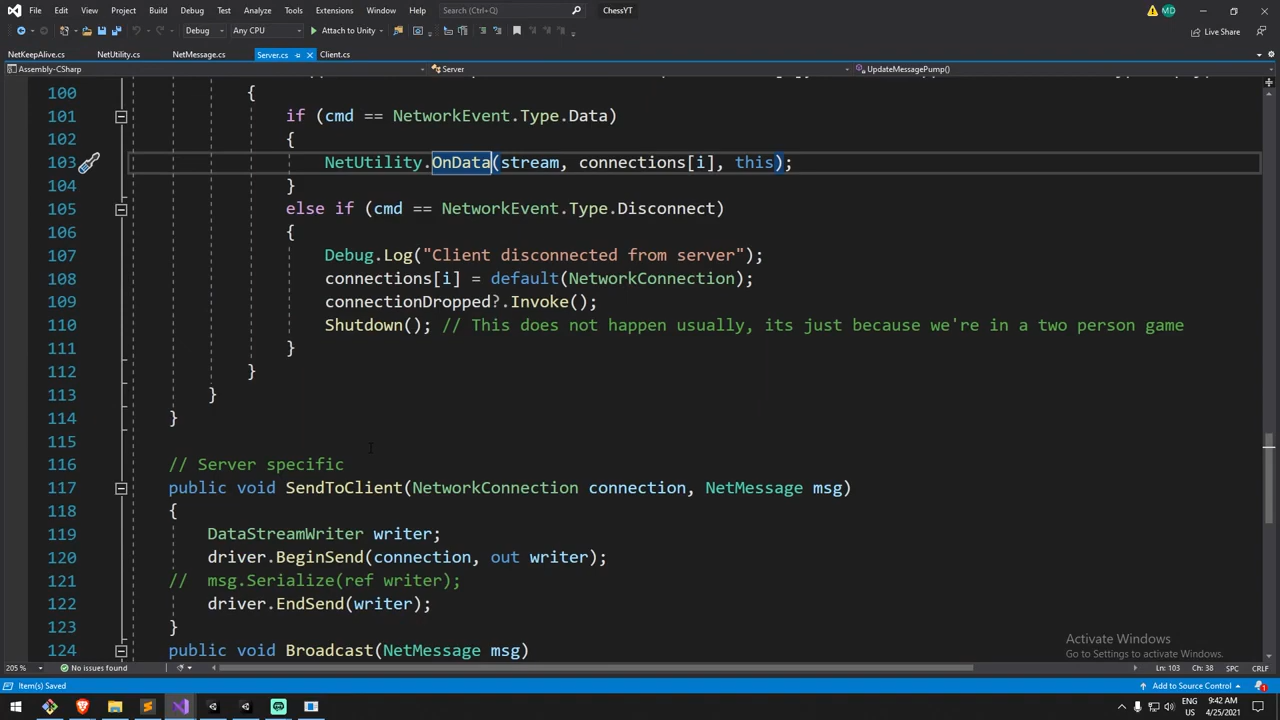 File Edit View Project Build Debug Test Analyze Tools Extensions Window Help Search (Ctrl+Q) ChessYT MD
Debug Any CPU Attach to Unity Live Share
NetKeepAlive.cs NetUtility.cs NetMessage.cs Server.cs Client.cs
Assembly-CSharp Server UpdateMessagePump()
100 {
101 if (cmd == NetworkEvent.Type.Data)
102 {
103 NetUtility.OnData(stream, connections[i], this);
104 }
105 else if (cmd == NetworkEvent.Type.Disconnect)
106 {
107 Debug.Log("Client disconnected from server");
108 connections[i] = default(NetworkConnection);
109 connectionDropped?.Invoke();
110 Shutdown(); // This does not happen usually, its just because we're in a two person game
111 }
112 }
113 }
114 }
115
116 // Server specific
117 public void SendToClient(NetworkConnection connection, NetMessage msg)
118 {
119 DataStreamWriter writer;
120 driver.BeginSend(connection, out writer);
121 // msg.Serialize(ref writer);
122 driver.EndSend(writer);
123 }
124 public void Broadcast(NetMessage msg)
Activate Windows
Go to Settings to activate Windows.
205 % No issues found Ln: 103 Ch: 38 SPC CRLF
Item(s) Saved Add to Source Control 1
ENG 9:42 AM
US 4/25/2021